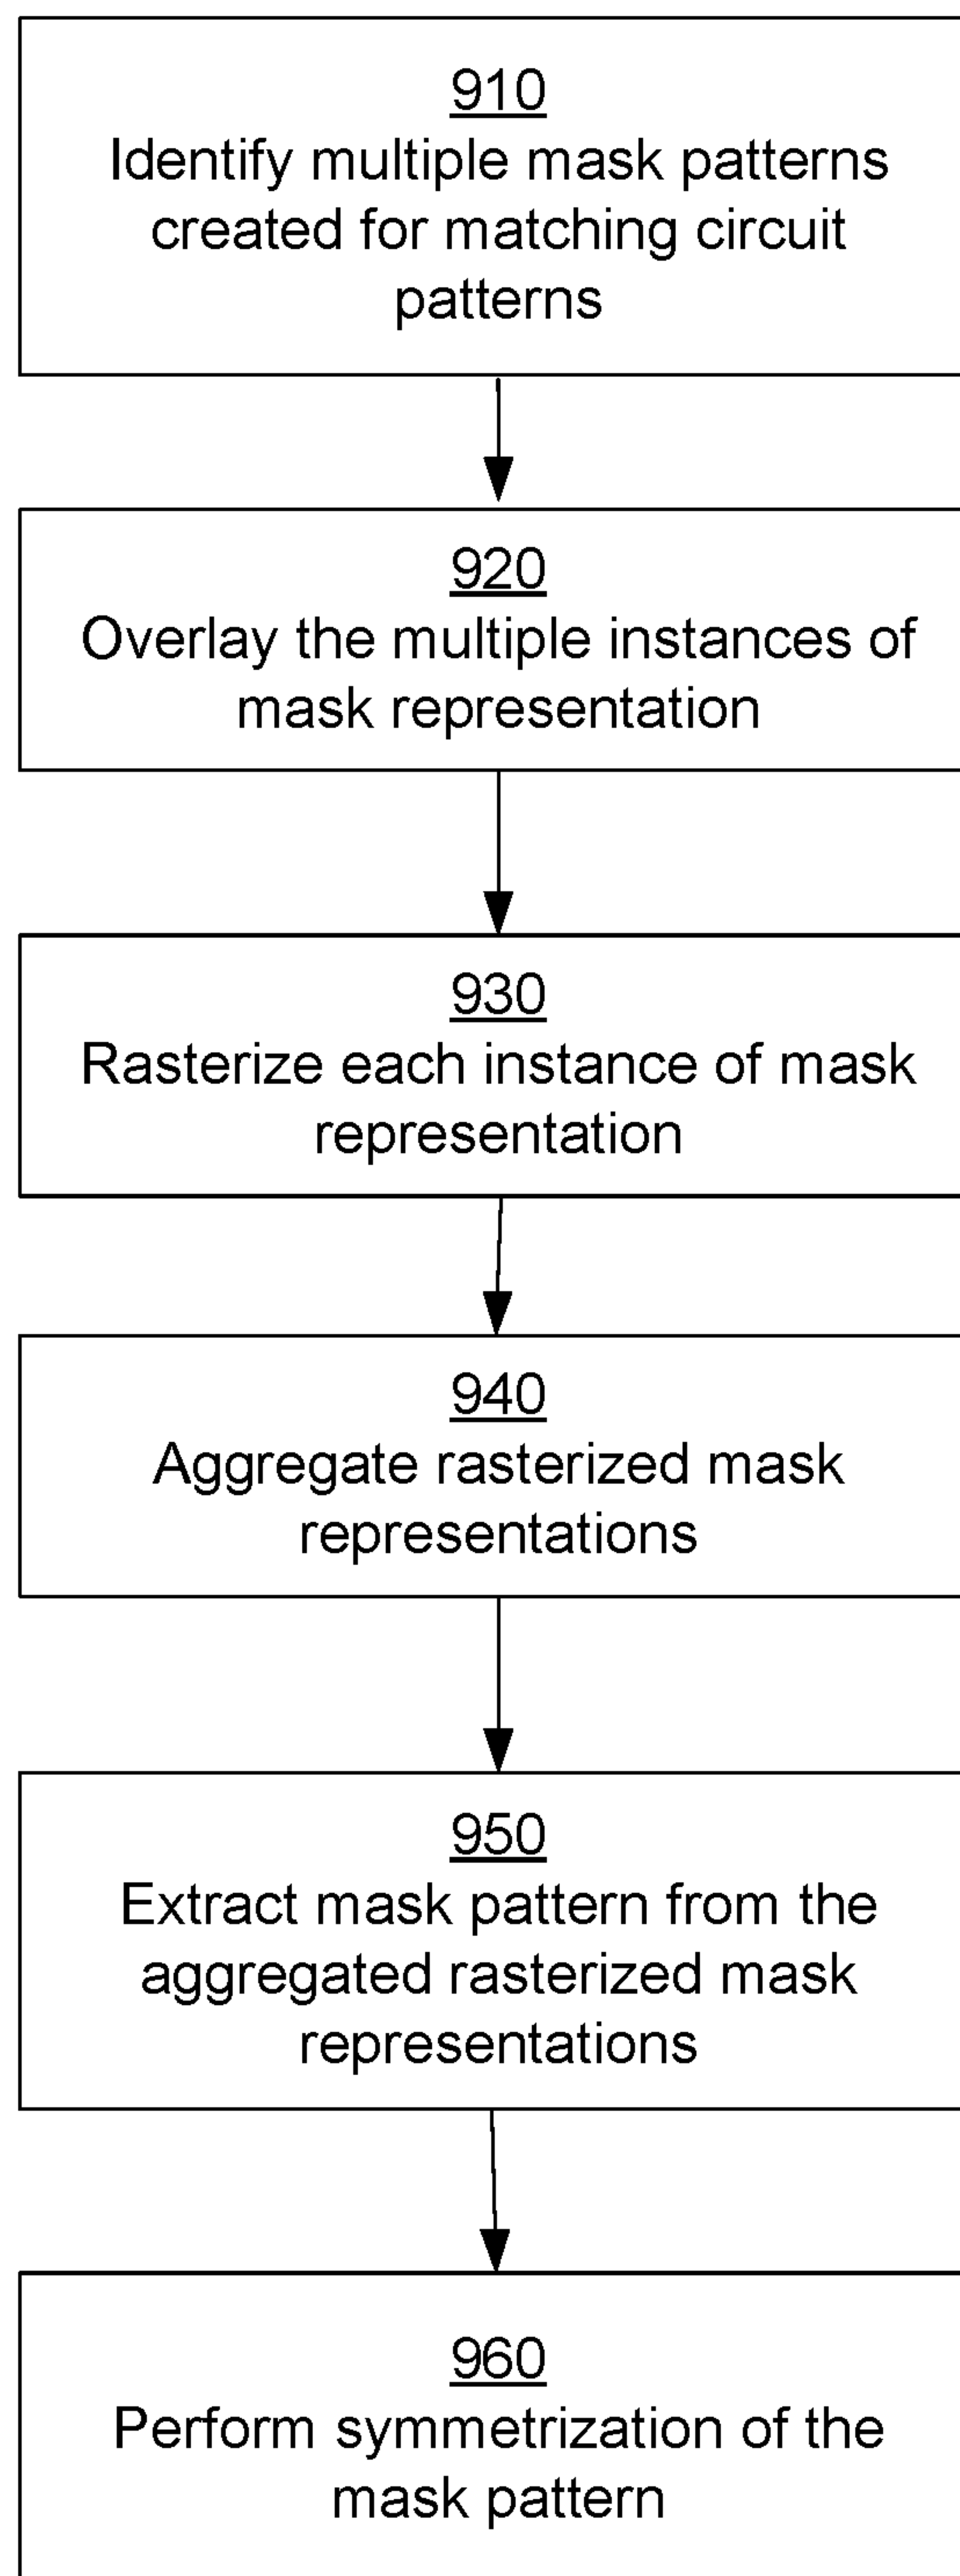 910
Identify multiple mask patterns
created for matching circuit
patterns
920
Overlay the multiple instances of
mask representation
930
Rasterize each instance of mask
representation
940
Aggregate rasterized mask
representations
950
Extract mask pattern from the
aggregated rasterized mask
representations
960
Perform symmetrization of the
mask pattern